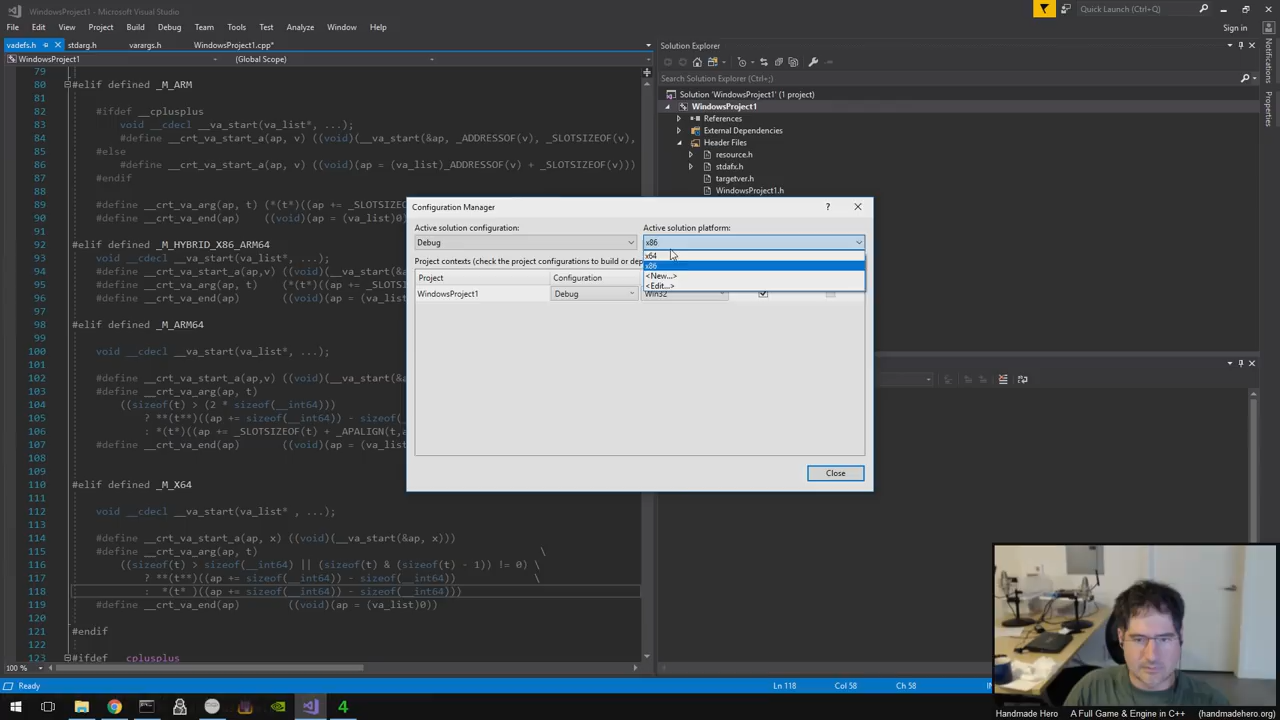 WindowsProject1 - Microsoft Visual Studio
Quick Launch (Ctrl+Q)
File Edit View Project Build Debug Team Tools Test Analyze Window Help
Sign in
vadefs.h stdarg.h varargs.h WindowsProject1.cpp*
WindowsProject1 (Global Scope)
79
80 #elif defined _M_ARM
81
82 #ifdef __cplusplus
83 void __cdecl __va_start(va_list*, ...);
84 #define __crt_va_start_a(ap, v) ((void)(__va_start(&ap, _ADDRESSOF(v), _SLOTSIZEOF(v),
85 #else
86 #define __crt_va_start_a(ap, v) ((void)(ap = (va_list)_ADDRESSOF(v) + _SLOTSIZEOF(v)))
87 #endif
88
89 #define __crt_va_arg(ap, t) (*(t*)((ap += _SLOTSIZ
90 #define __crt_va_end(ap) ((void)(ap = (va_list)0)
91
92 #elif defined _M_HYBRID_X86_ARM64
93 void __cdecl __va_start(va_list*, ...);
94 #define __crt_va_start_a(ap,v) ((void)(__va_start(&a
95 #define __crt_va_arg(ap, t) (*(t*)((ap += _SLOTSIZ
96 #define __crt_va_end(ap) ((void)(ap = (va_list
97
98 #elif defined _M_ARM64
99
100 void __cdecl __va_start(va_list*, ...);
101
102 #define __crt_va_start_a(ap,v) ((void)(__va_start(&a
103 #define __crt_va_arg(ap, t)
104 ((sizeof(t) > (2 * sizeof(__int64)))
105 ? **(t**)((ap += sizeof(__int64)) - sizeof(
106 : *(t*)((ap += _SLOTSIZEOF(t) + _APALIGN(t,a
107 #define __crt_va_end(ap) ((void)(ap = (va_lis
108
109
110 #elif defined _M_X64
111
112 void __cdecl __va_start(va_list* , ...);
113
114 #define __crt_va_start_a(ap, x) ((void)(__va_start(&ap, x)))
115 #define __crt_va_arg(ap, t) \
116 ((sizeof(t) > sizeof(__int64) || (sizeof(t) & (sizeof(t) - 1)) != 0) \
117 ? **(t**)((ap += sizeof(__int64)) - sizeof(__int64)) \
118 : *(t* )((ap += sizeof(__int64)) - sizeof(__int64)))
119 #define __crt_va_end(ap) ((void)(ap = (va_list)0))
120
121 #endif
122
123 #ifdef __cplusplus
100 %
Configuration Manager
?
Active solution configuration: Active solution platform:
Debug x86
Project contexts (check the project configurations to build or dep
x64
x86
<New...>
<Edit...>
Project Configuration
WindowsProject1 Debug Win32
Close
Solution Explorer
Search Solution Explorer (Ctrl+;)
Solution 'WindowsProject1' (1 project)
WindowsProject1
References
External Dependencies
Header Files
resource.h
stdafx.h
targetver.h
WindowsProject1.h
Notifications
Properties
Ready Ln 118 Col 58 Ch 58 IN
4
Handmade Hero A Full Game & Engine in C++ (handmadehero.org)